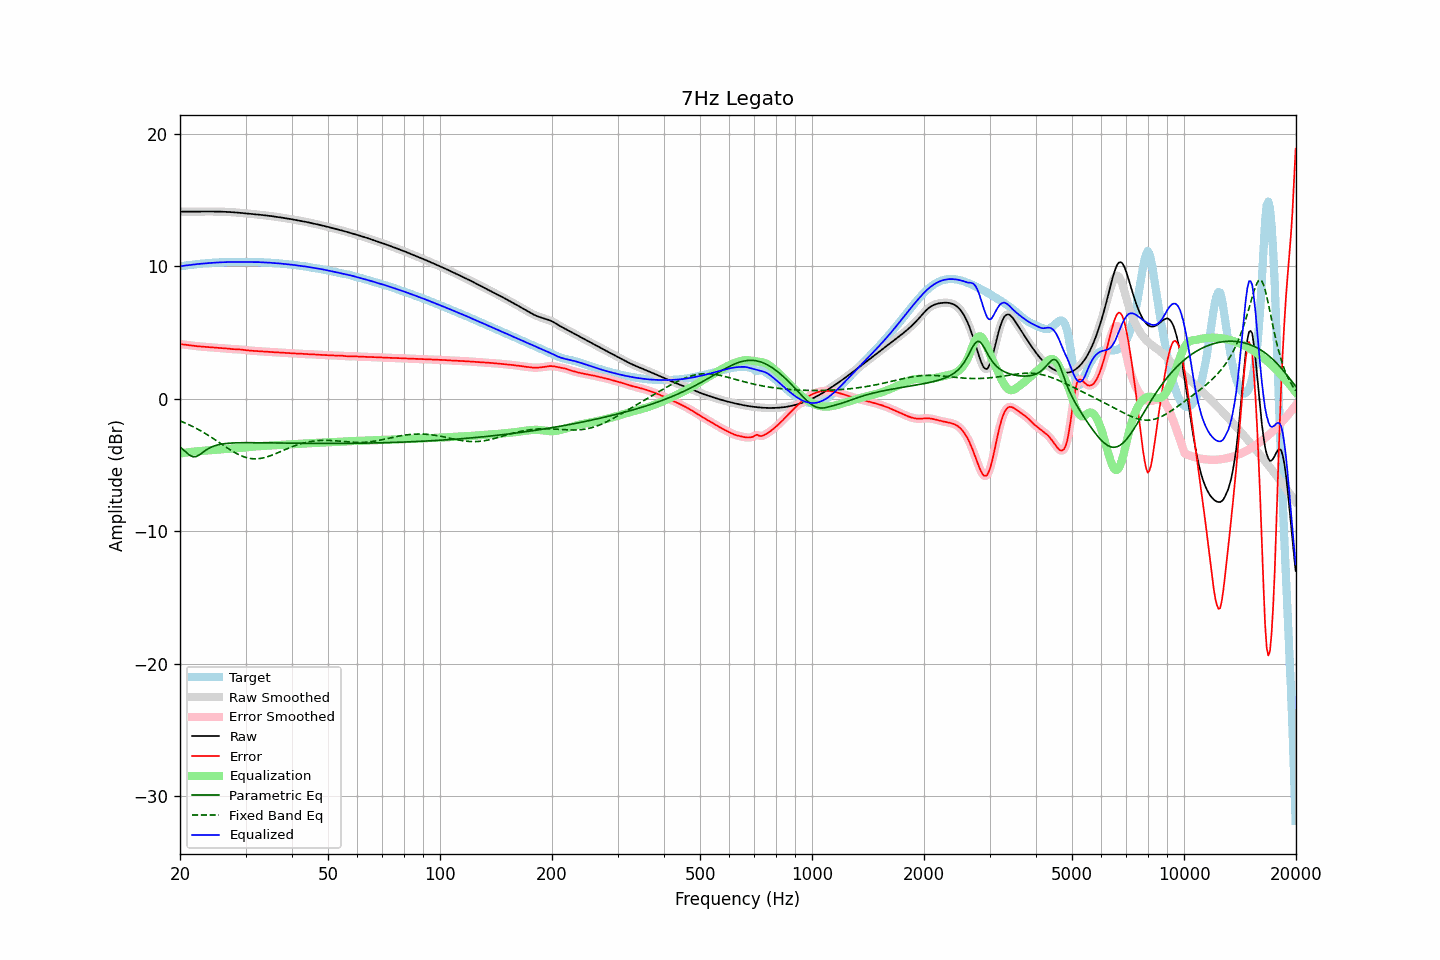 7Hz Legato
20
10
0
−10
−20
−30
Amplitude (dBr)
Target
Raw Smoothed
Error Smoothed
Raw
Error
Equalization
Parametric Eq
Fixed Band Eq
Equalized
20 50 100 200 500 1000 2000 5000 10000 20000
Frequency (Hz)